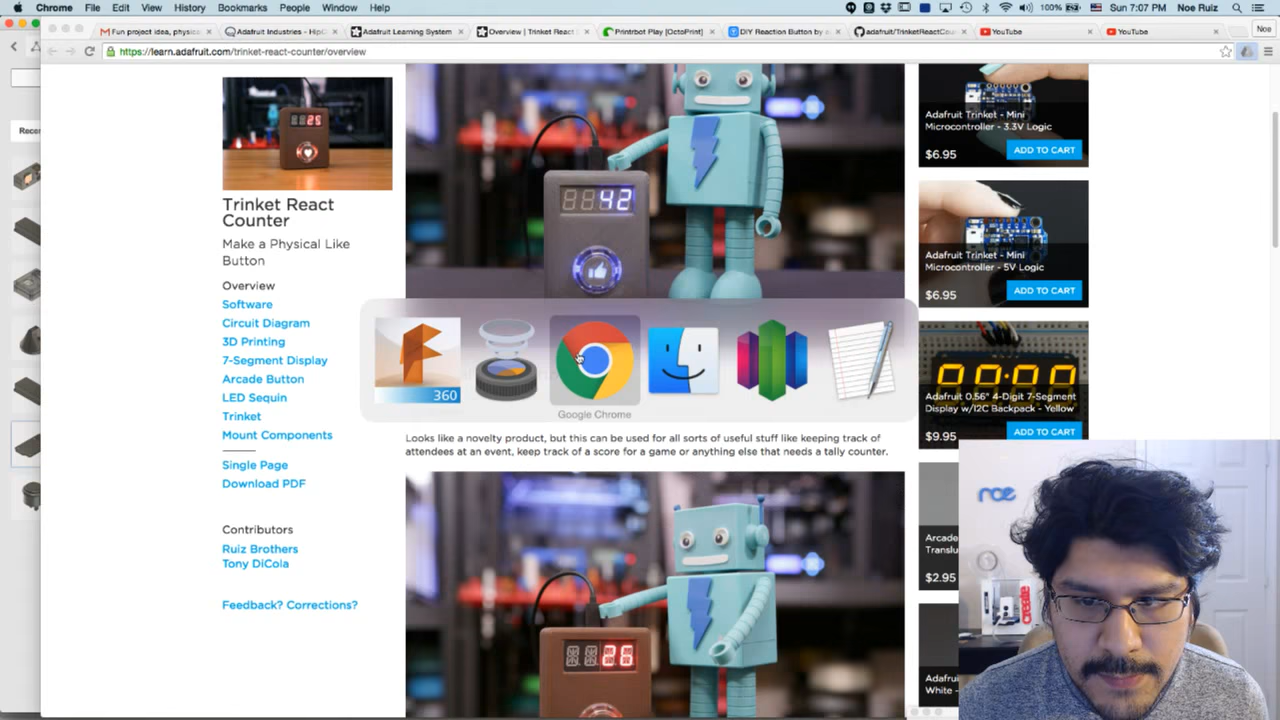 Chrome File Edit View History Bookmarks People Window Help
100% Sun 7:07 PM Noe Ruiz
Fun project idea, physica
Adafruit Industries - HipC
Adafruit Learning System
Overview | Trinket React
Printrbot Play [OctoPrint]
DIY Reaction Button by a
adafruit/TrinketReactCou
YouTube
YouTube
Noe
https://learn.adafruit.com/trinket-react-counter/overview
Recen
25
Trinket React
Counter
Make a Physical Like
Button
Overview
Software
Circuit Diagram
3D Printing
7-Segment Display
Arcade Button
LED Sequin
Trinket
Mount Components
Single Page
Download PDF
Contributors
Ruiz Brothers
Tony DiCola
Feedback? Corrections?
42
360
Google Chrome
Looks like a novelty product, but this can be used for all sorts of useful stuff like keeping track of
attendees at an event, keep track of a score for a game or anything else that needs a tally counter.
Adafruit Trinket - Mini
Microcontroller - 3.3V Logic
$6.95
ADD TO CART
Adafruit Trinket - Mini
Microcontroller - 5V Logic
$6.95
ADD TO CART
00:00
Adafruit 0.56" 4-Digit 7-Segment
Display w/I2C Backpack - Yellow
$9.95
ADD TO CART
Arcade
Translu
$2.95
Adafru
White -
noe